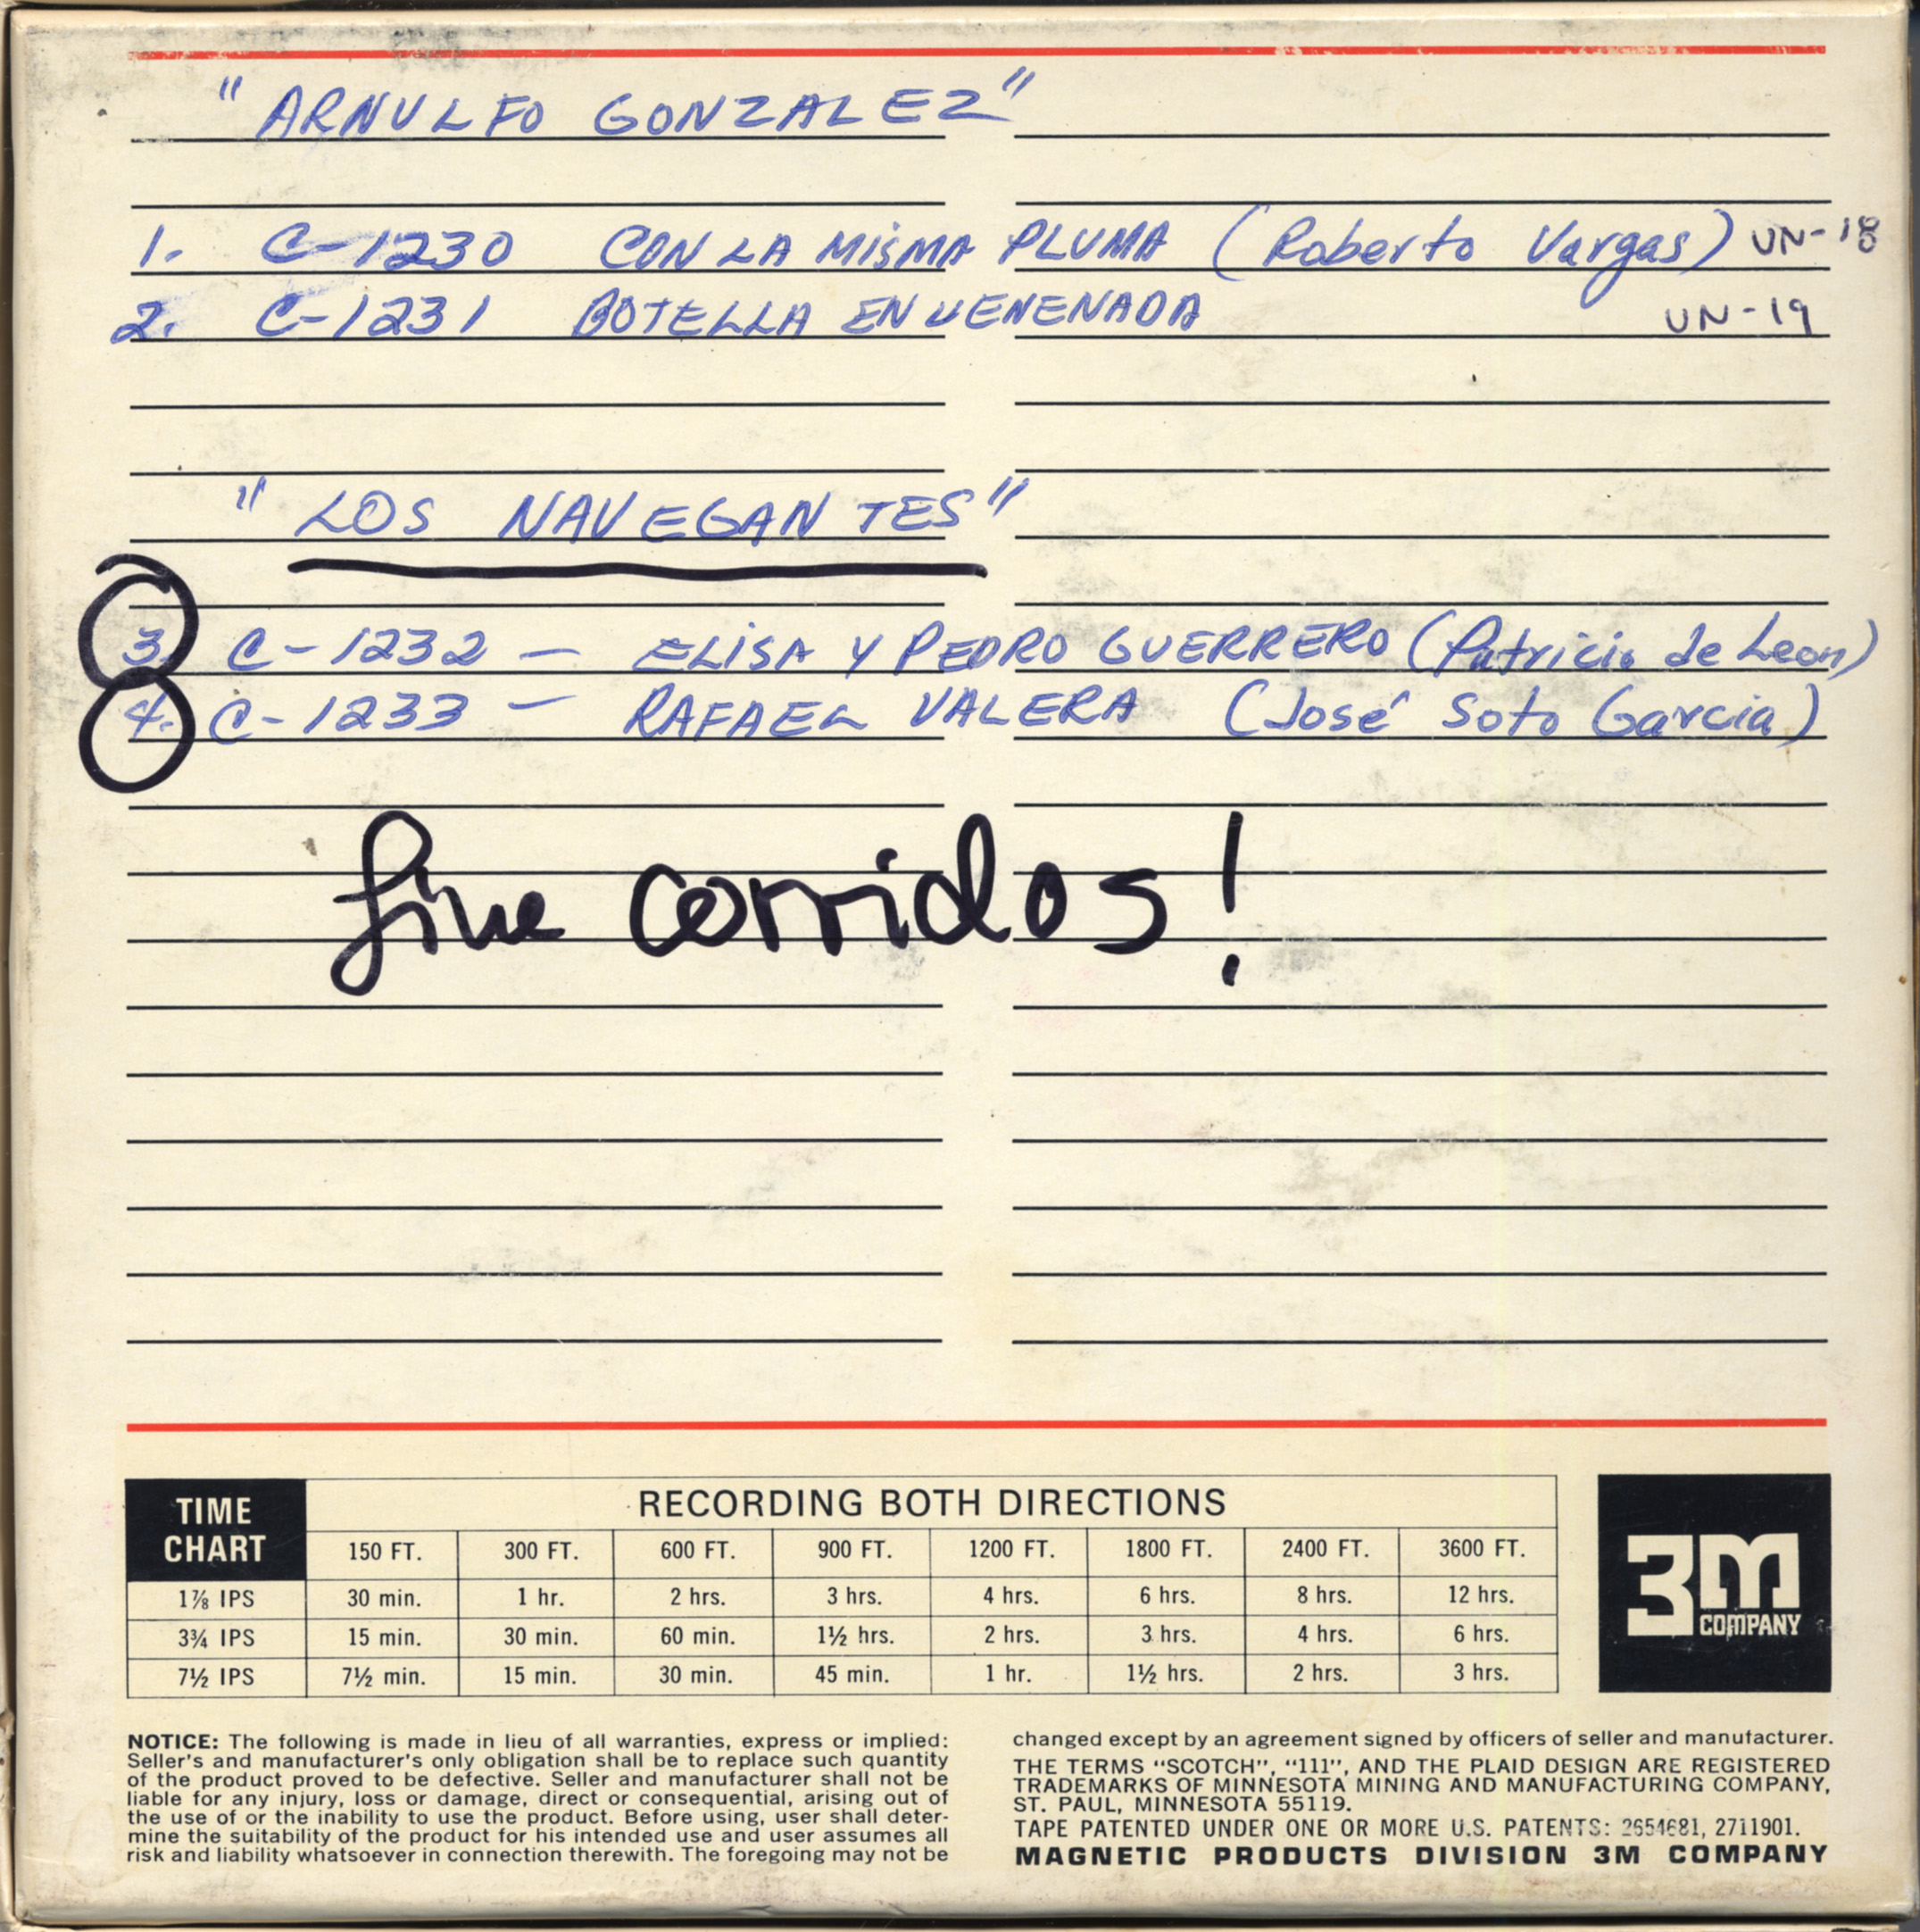 "ARNULFO GONZALEZ"
1. C-1230 CON LA MISMA PLUMA (Roberto Vargas) UN-18
2. C-1231 BOTELLA ENVENENADA UN-19
"LOS NAVEGANTES"
3. C-1232 — ELISA Y PEDRO GUERRERO (Patricio de Leon)
4. C-1233 — RAFAEL VALERA (José Soto Garcia)
fine corridos!
TIME CHART RECORDING BOTH DIRECTIONS
150 FT. 300 FT. 600 FT. 900 FT. 1200 FT. 1800 FT. 2400 FT. 3600 FT.
1⅞ IPS 30 min. 1 hr. 2 hrs. 3 hrs. 4 hrs. 6 hrs. 8 hrs. 12 hrs.
3¾ IPS 15 min. 30 min. 60 min. 1½ hrs. 2 hrs. 3 hrs. 4 hrs. 6 hrs.
7½ IPS 7½ min. 15 min. 30 min. 45 min. 1 hr. 1½ hrs. 2 hrs. 3 hrs.
3M COMPANY
NOTICE: The following is made in lieu of all warranties, express or implied:
Seller's and manufacturer's only obligation shall be to replace such quantity
of the product proved to be defective. Seller and manufacturer shall not be
liable for any injury, loss or damage, direct or consequential, arising out of
the use of or the inability to use the product. Before using, user shall deter-
mine the suitability of the product for his intended use and user assumes all
risk and liability whatsoever in connection therewith. The foregoing may not be
changed except by an agreement signed by officers of seller and manufacturer.
THE TERMS "SCOTCH", "111", AND THE PLAID DESIGN ARE REGISTERED
TRADEMARKS OF MINNESOTA MINING AND MANUFACTURING COMPANY,
ST. PAUL, MINNESOTA 55119.
TAPE PATENTED UNDER ONE OR MORE U.S. PATENTS: 2654681, 2711901.
MAGNETIC PRODUCTS DIVISION 3M COMPANY